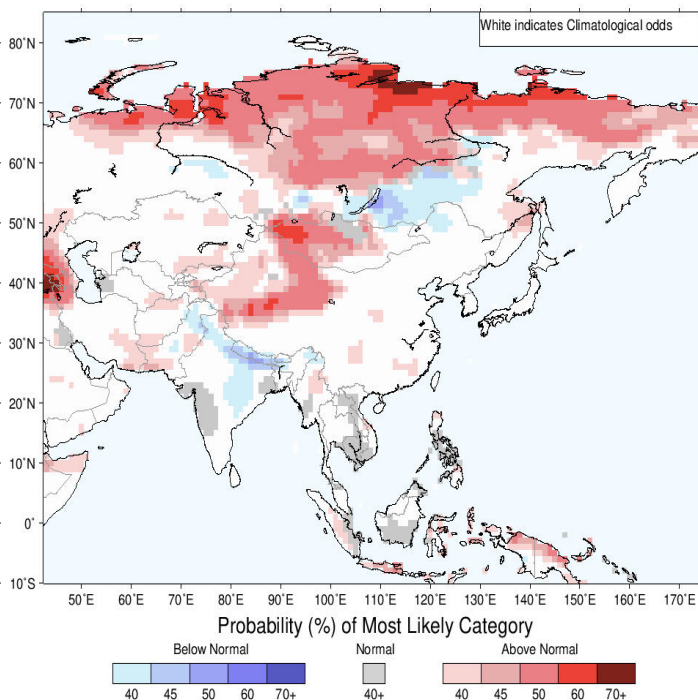 White indicates Climatological odds
80°N
70°N
60°N
50°N
40°N
30°N
20°N
10°N
0°
10°S
50°E 60°E 70°E 80°E 90°E 100°E 110°E 120°E 130°E 140°E 150°E 160°E 170°E
Probability (%) of Most Likely Category
Below Normal Normal Above Normal
40 45 50 60 70+ 40+ 40 45 50 60 70+